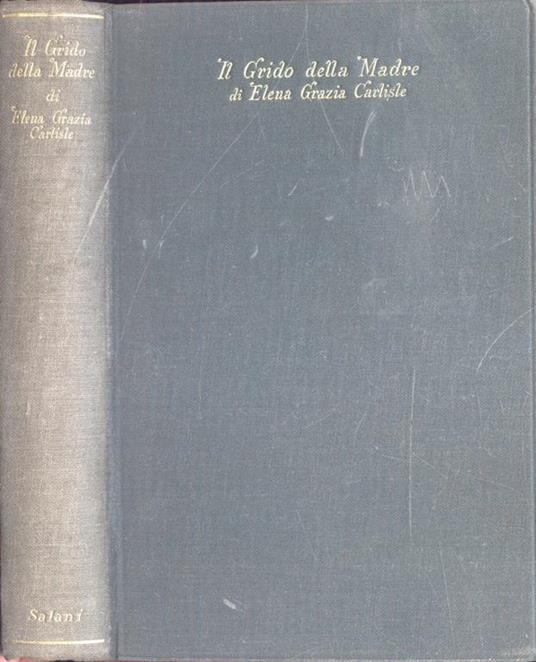 Il Grido
della Madre
di
Elena Grazia
Carlisle
Salani
Il Grido della Madre
di Elena Grazia Carlisle